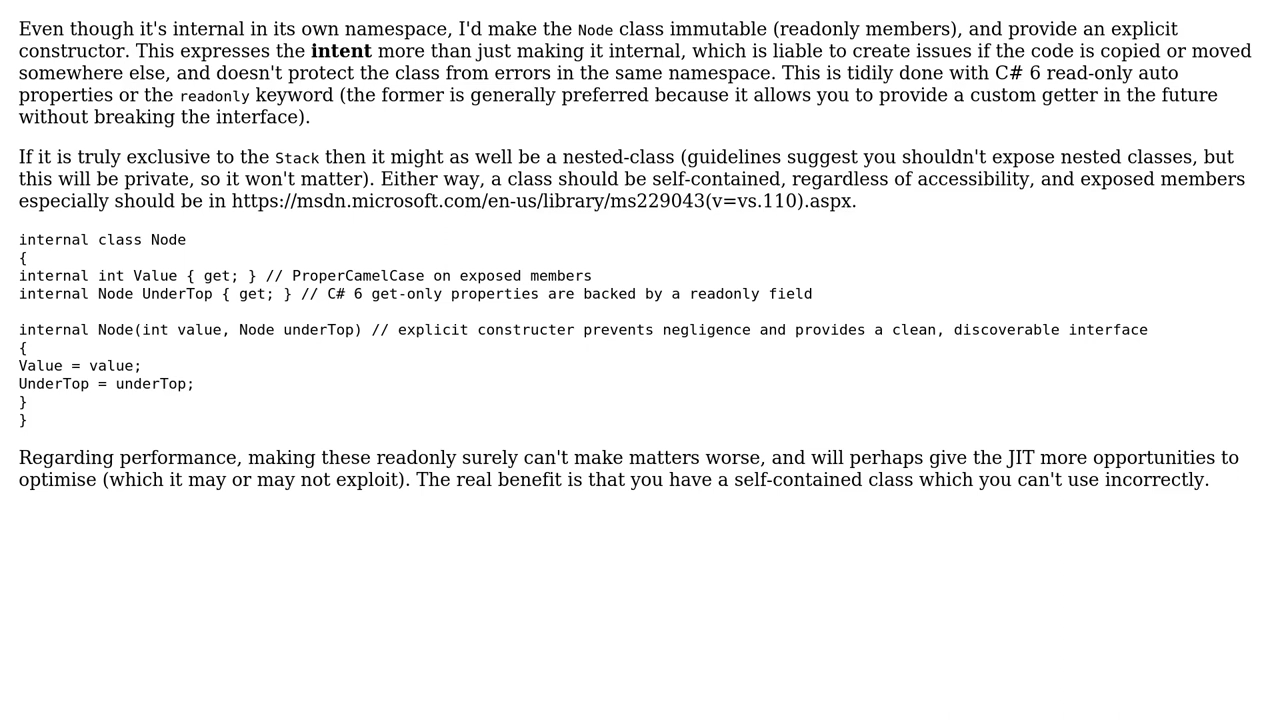 Even though it's internal in its own namespace, I'd make the Node class immutable (readonly members), and provide an explicit
constructor. This expresses the intent more than just making it internal, which is liable to create issues if the code is copied or moved
somewhere else, and doesn't protect the class from errors in the same namespace. This is tidily done with C# 6 read-only auto
properties or the readonly keyword (the former is generally preferred because it allows you to provide a custom getter in the future
without breaking the interface).
If it is truly exclusive to the Stack then it might as well be a nested-class (guidelines suggest you shouldn't expose nested classes, but
this will be private, so it won't matter). Either way, a class should be self-contained, regardless of accessibility, and exposed members
especially should be in https://msdn.microsoft.com/en-us/library/ms229043(v=vs.110).aspx.
internal class Node
{
internal int Value { get; } // ProperCamelCase on exposed members
internal Node UnderTop { get; } // C# 6 get-only properties are backed by a readonly field
internal Node(int value, Node underTop) // explicit constructer prevents negligence and provides a clean, discoverable interface
{
Value = value;
UnderTop = underTop;
}
}
Regarding performance, making these readonly surely can't make matters worse, and will perhaps give the JIT more opportunities to
optimise (which it may or may not exploit). The real benefit is that you have a self-contained class which you can't use incorrectly.